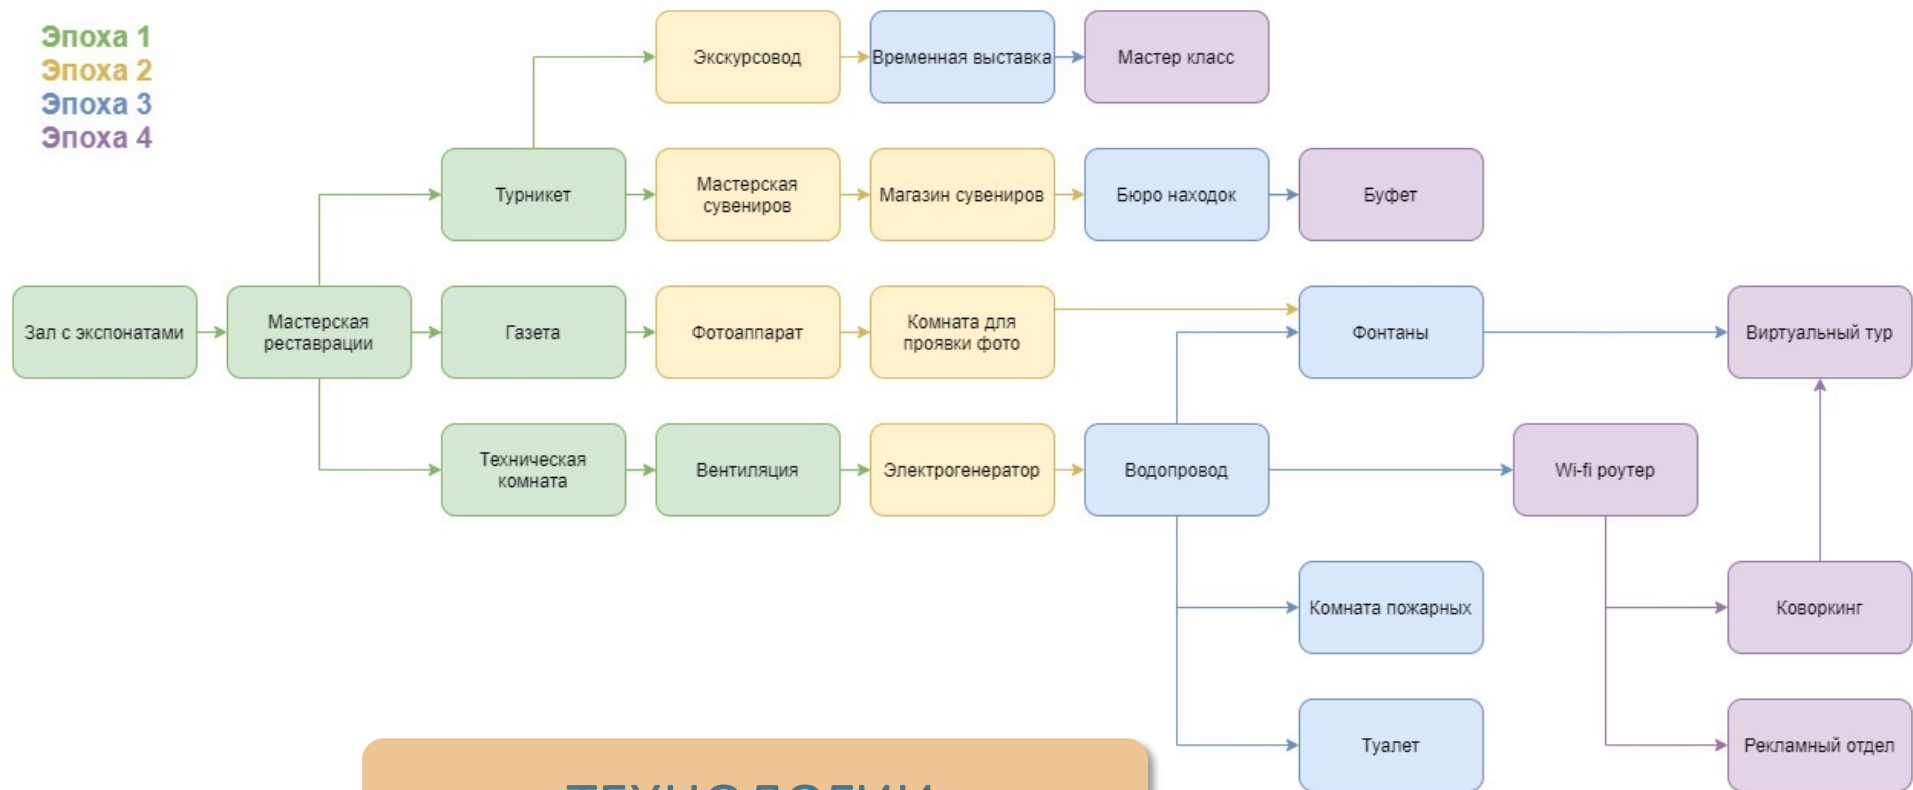 Эпоха 1
Эпоха 2
Эпоха 3
Эпоха 4
Экскурсовод
Временная выставка
Мастер класс
Турникет
Мастерская
сувениров
Магазин сувениров
Бюро находок
Буфет
Зал с экспонатами
Мастерская
реставрации
Газета
Фотоаппарат
Комната для
проявки фото
Фонтаны
Виртуальный тур
Техническая
комната
Вентиляция
Электрогенератор
Водопровод
Wi-fi роутер
Комната пожарных
Коворкинг
Туалет
Рекламный отдел
ТЕХНОЛОГИИ